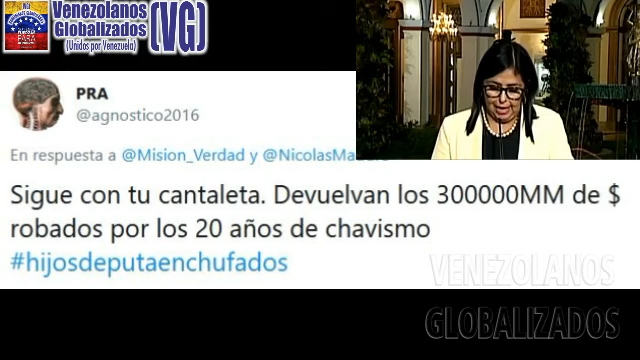 Venezolanos
Globalizados
(Unidos por Venezuela)
(VG)
PRA
@agnostico2016
En respuesta a @Mision_Verdad y @NicolasMa
Sigue con tu cantaleta. Devuelvan los 300000MM de $
robados por los 20 años de chavismo
#hijosdeputaenchufados
VENEZOLANOS
GLOBALIZADOS